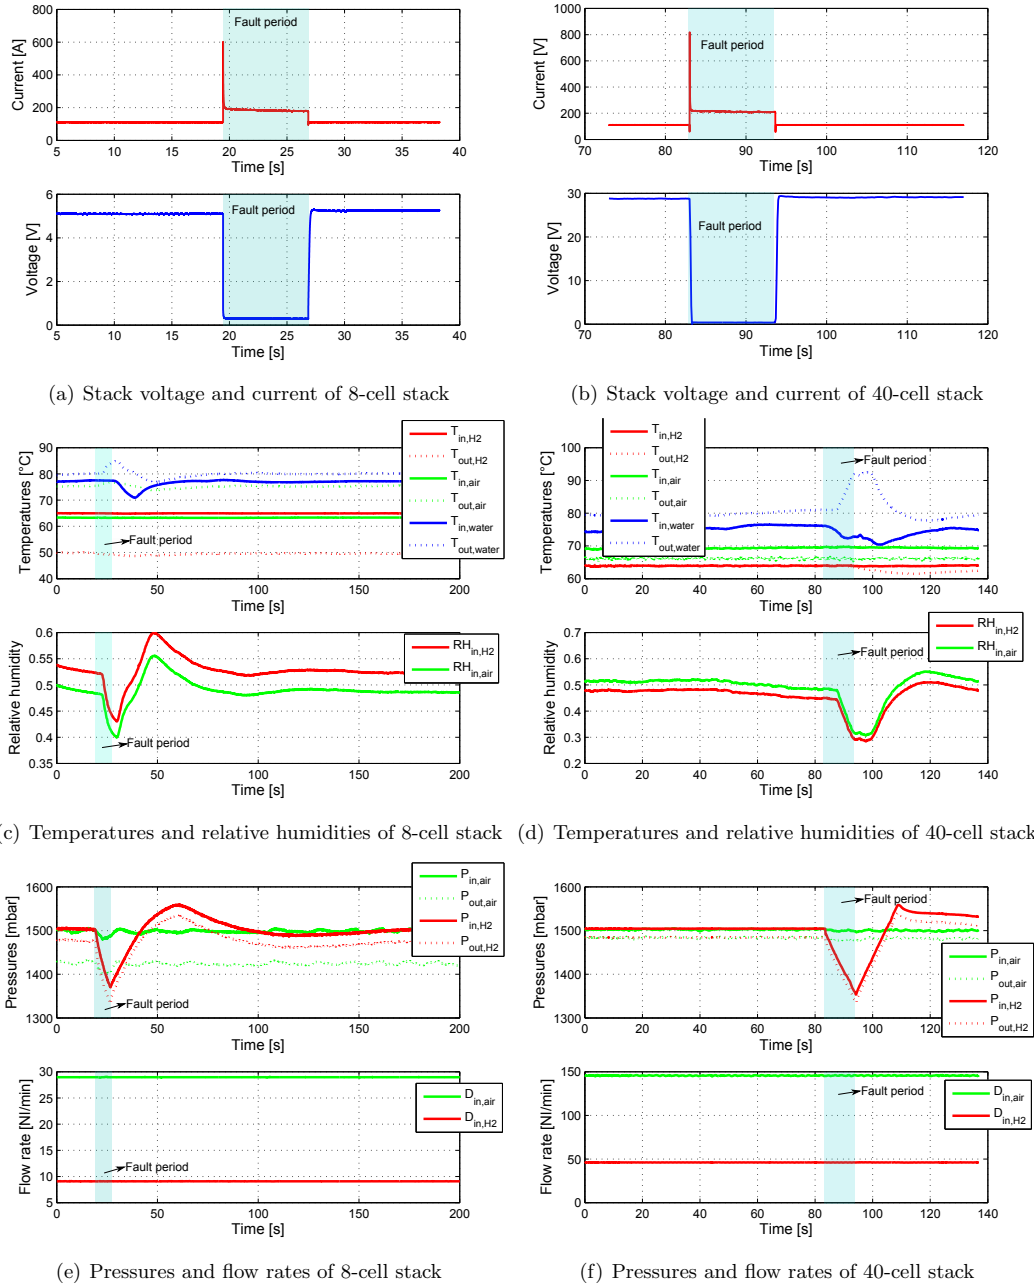 800
600
400
200
0
Current [A]
Fault period
5 10 15 20 25 30 35 40
Time [s]
1000
800
600
400
200
0
Current [V]
Fault period
70 80 90 100 110 120
Time [s]
6
4
2
0
Voltage [V]
Fault period
5 10 15 20 25 30 35 40
Time [s]
30
20
10
0
Voltage [V]
Fault period
70 80 90 100 110 120
Time [s]
(a) Stack voltage and current of 8-cell stack
(b) Stack voltage and current of 40-cell stack
90
80
70
60
50
40
Temperatures [°C]
Fault period
T_in,H2
T_out,H2
T_in,air
T_out,air
T_in,water
T_out,water
0 50 100 150 200
Time [s]
100
90
80
70
60
Temperatures [°C]
T_in,H2
T_out,H2
T_in,air
T_out,air
T_in,water
T_out,water
Fault period
0 20 40 60 80 100 120 140
Time [s]
0.6
0.55
0.5
0.45
0.4
0.35
Relative humidity
RH_in,H2
RH_in,air
Fault period
0 50 100 150 200
Time [s]
0.7
0.6
0.5
0.4
0.3
0.2
Relative humidity
RH_in,H2
RH_in,air
Fault period
0 20 40 60 80 100 120 140
Time [s]
c) Temperatures and relative humidities of 8-cell stack
(d) Temperatures and relative humidities of 40-cell stack
1600
1500
1400
1300
Pressures [mbar]
P_in,air
P_out,air
P_in,H2
P_out,H2
Fault period
0 50 100 150 200
Time [s]
1600
1500
1400
1300
Pressures [mbar]
Fault period
P_in,air
P_out,air
P_in,H2
P_out,H2
0 20 40 60 80 100 120 140
Time [s]
30
25
20
15
10
5
Flow rate [Nl/min]
D_in,air
D_in,H2
Fault period
0 50 100 150 200
Time [s]
150
100
50
0
Flow rate [Nl/min]
D_in,air
D_in,H2
Fault period
0 20 40 60 80 100 120 140
Time [s]
(e) Pressures and flow rates of 8-cell stack
(f) Pressures and flow rates of 40-cell stack